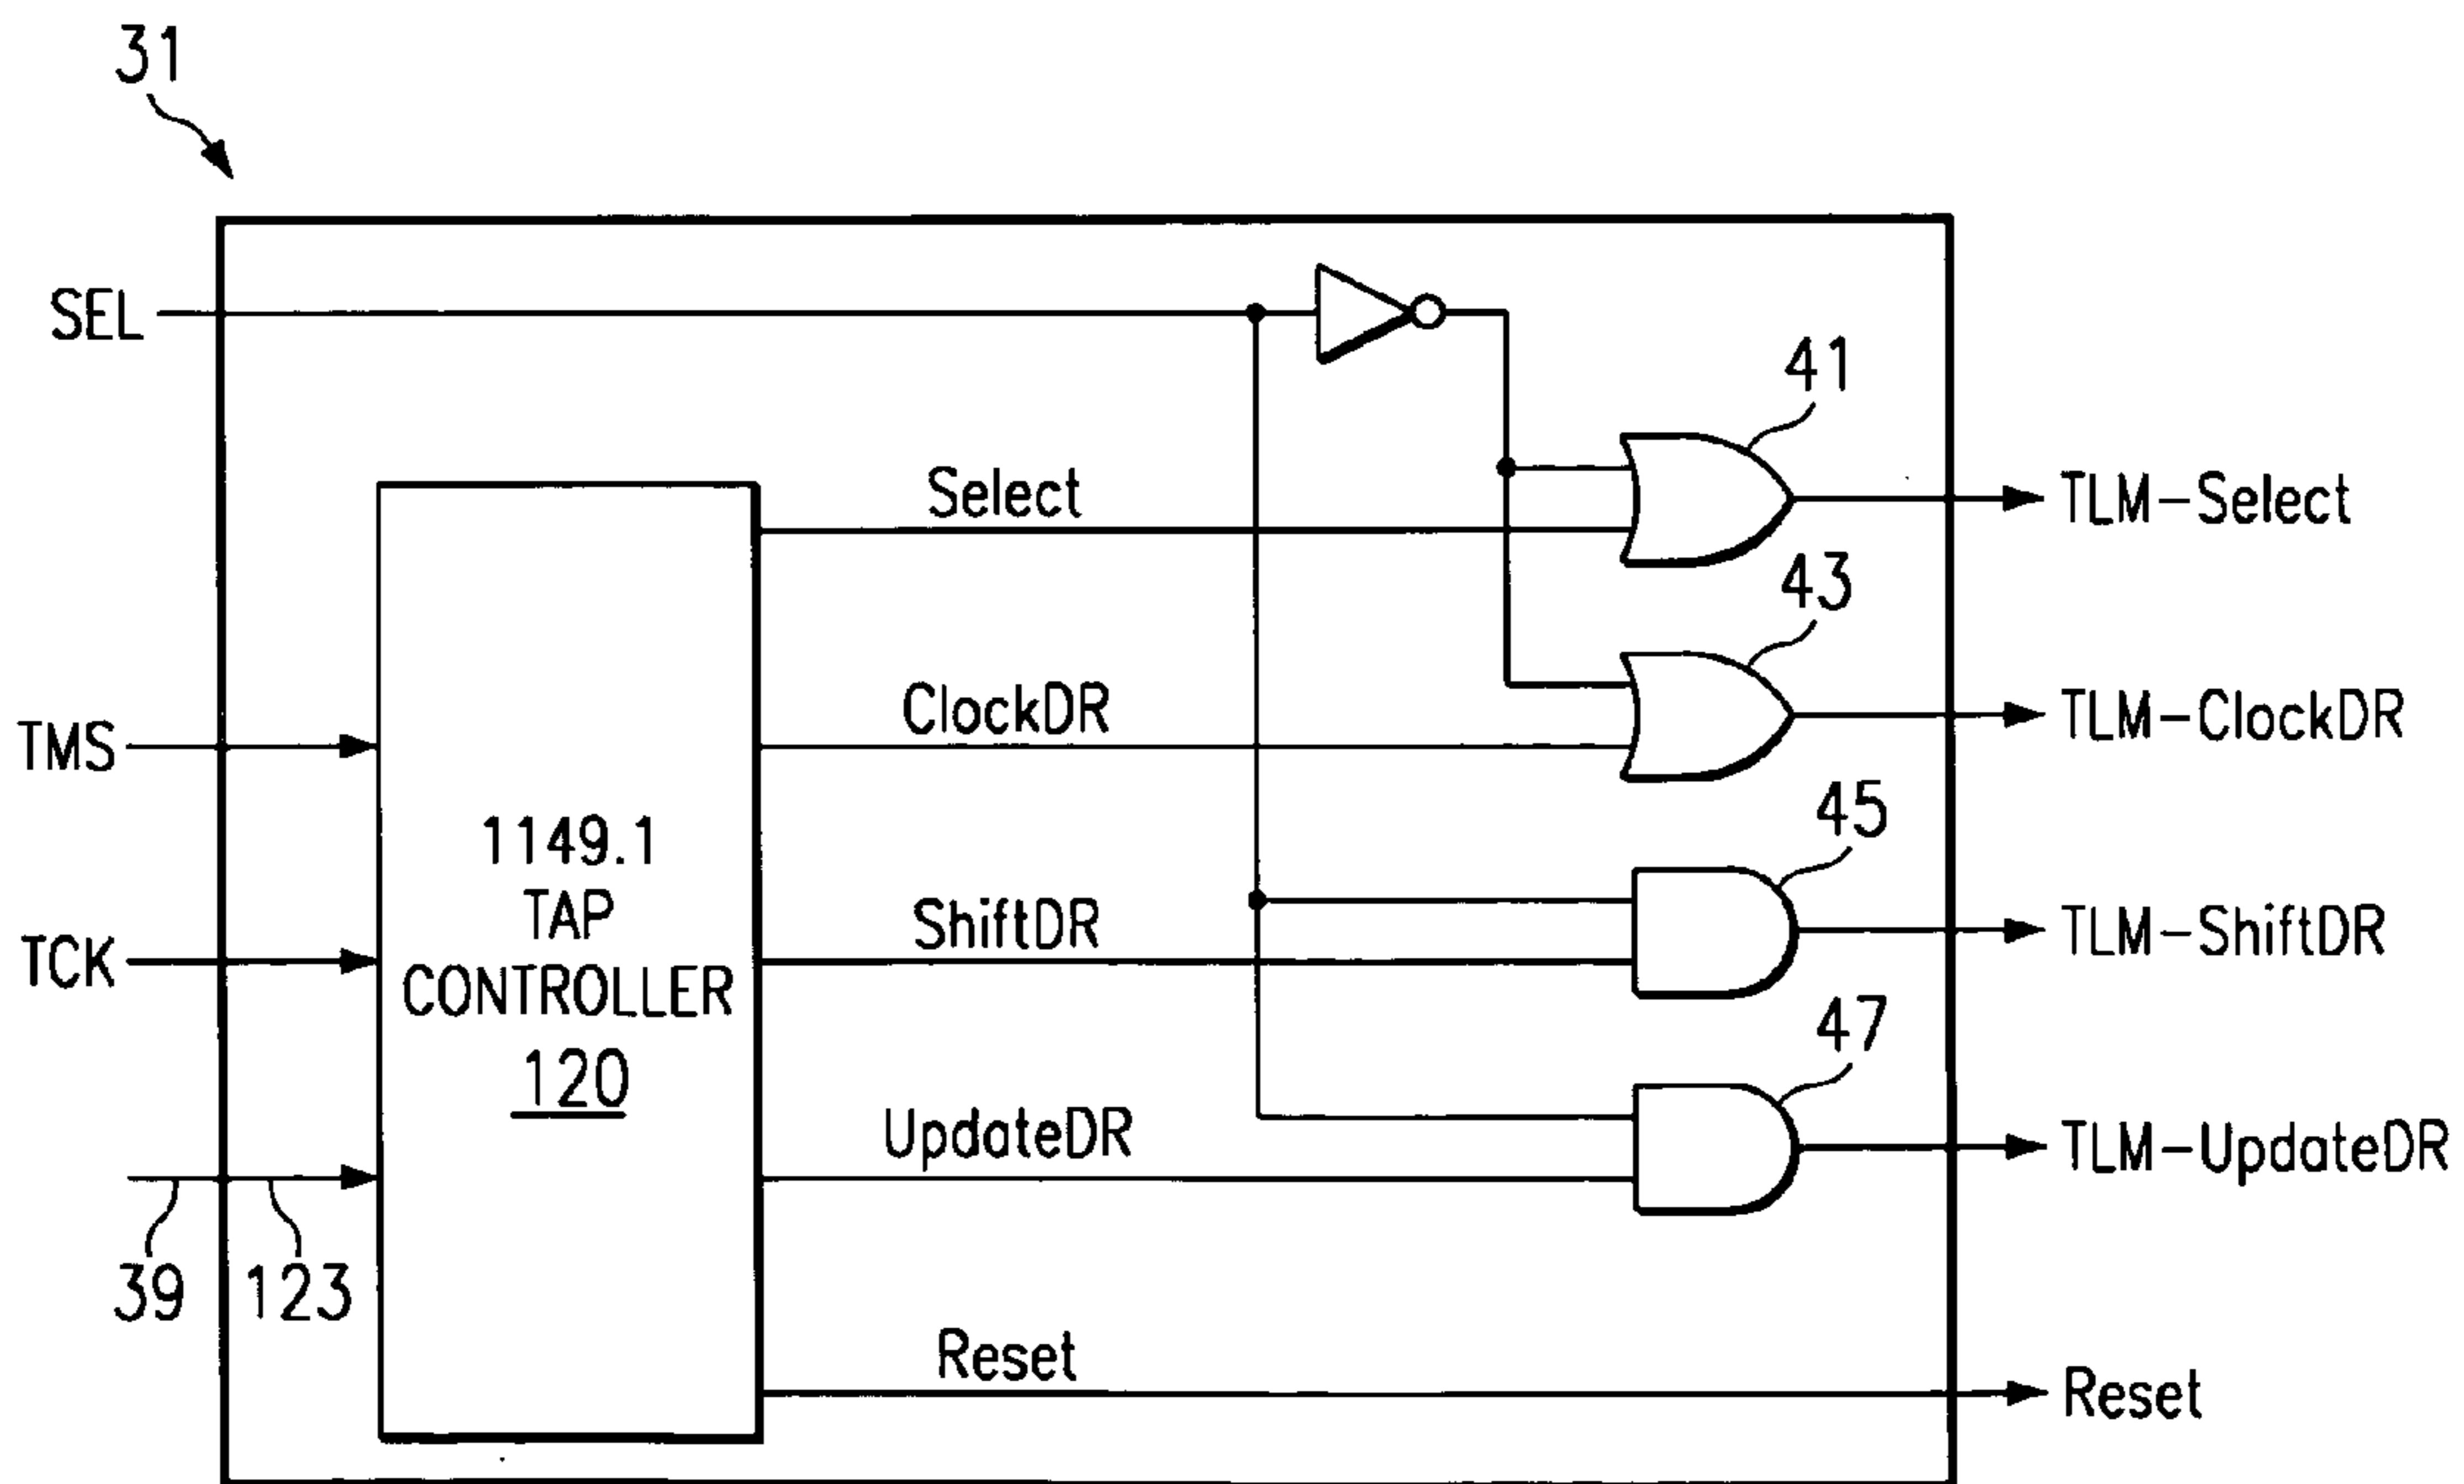 31
SEL
41
Select
TLM-Select
43
ClockDR
TLM-ClockDR
TMS
45
1149.1
TAP
CONTROLLER
120
ShiftDR
TLM-ShiftDR
TCK
47
UpdateDR
TLM-UpdateDR
39
123
Reset
Reset